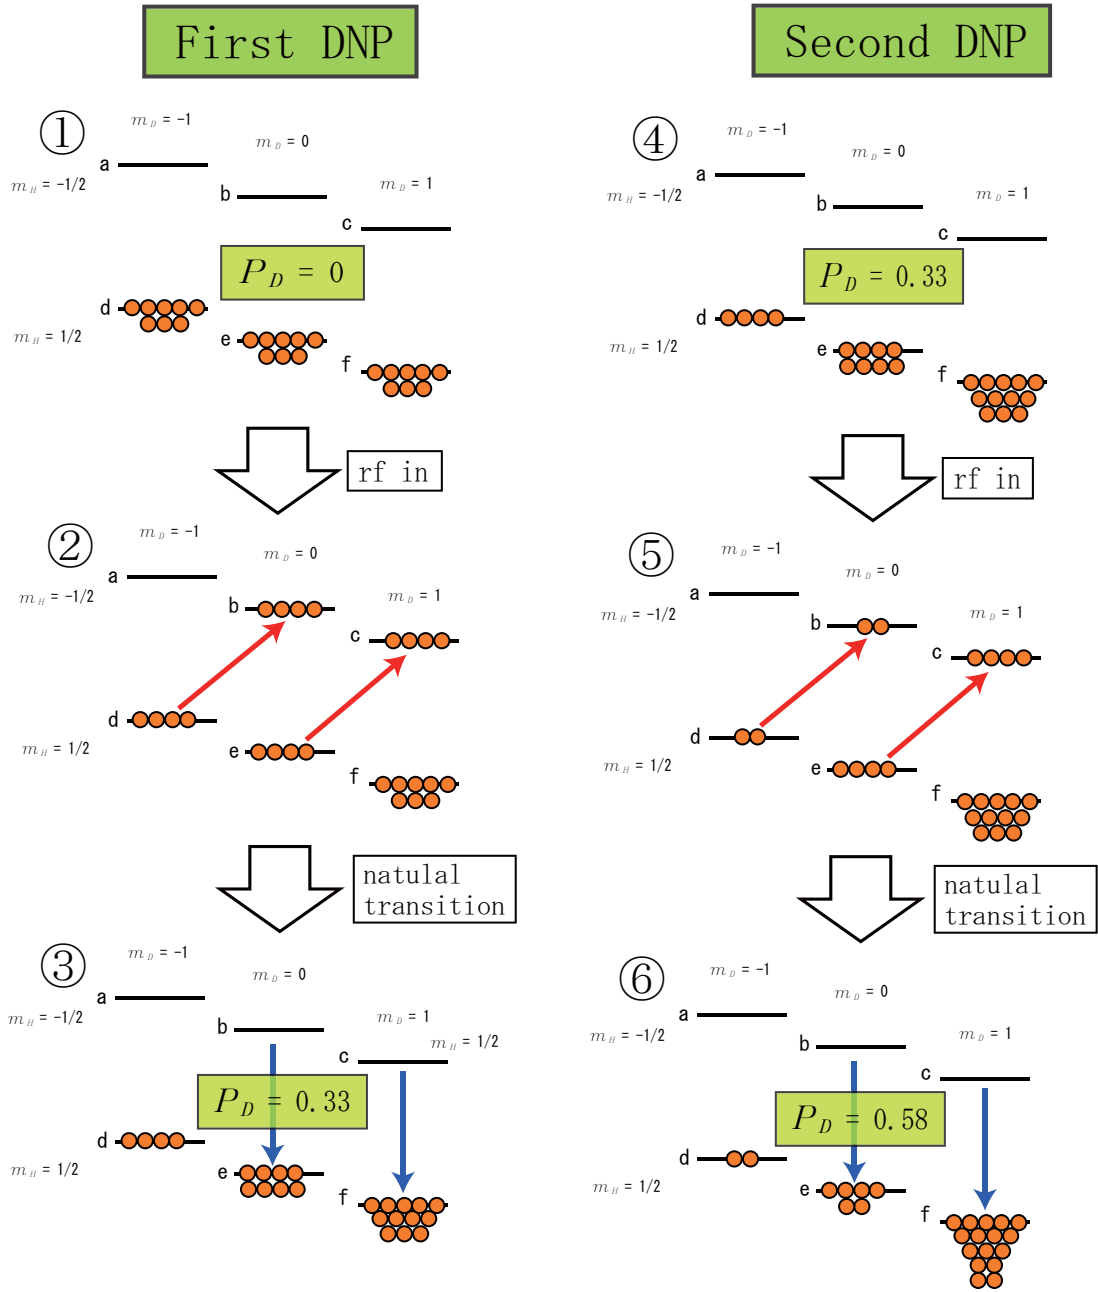 First DNP
Second DNP
①
m_D = -1
m_D = 0
m_D = 1
m_H = -1/2
a
b
c
P_D = 0
d
e
f
m_H = 1/2
rf in
②
m_D = -1
m_D = 0
m_D = 1
m_H = -1/2
a
b
c
d
e
f
m_H = 1/2
natulal
transition
③
m_D = -1
m_D = 0
m_D = 1
m_H = -1/2
m_H = 1/2
a
b
c
P_D = 0.33
d
e
f
m_H = 1/2
④
m_D = -1
m_D = 0
m_D = 1
m_H = -1/2
a
b
c
P_D = 0.33
d
e
f
m_H = 1/2
rf in
⑤
m_D = -1
m_D = 0
m_D = 1
m_H = -1/2
a
b
c
d
e
f
m_H = 1/2
natulal
transition
⑥
m_D = -1
m_D = 0
m_D = 1
m_H = -1/2
a
b
c
P_D = 0.58
d
e
f
m_H = 1/2